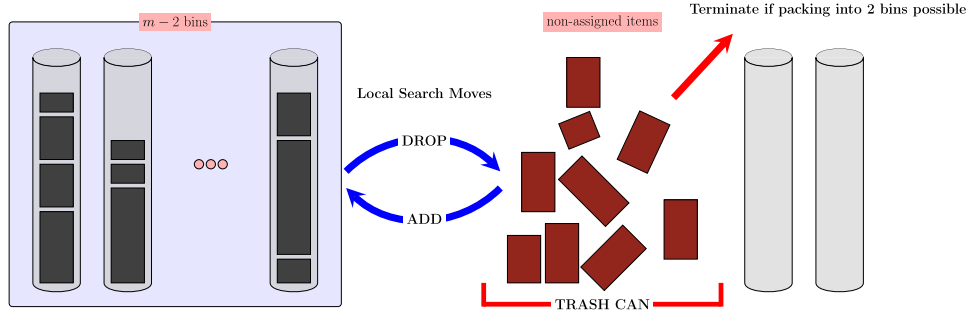 Terminate if packing into 2 bins possible
m − 2 bins
non-assigned items
Local Search Moves
DROP
ADD
TRASH CAN